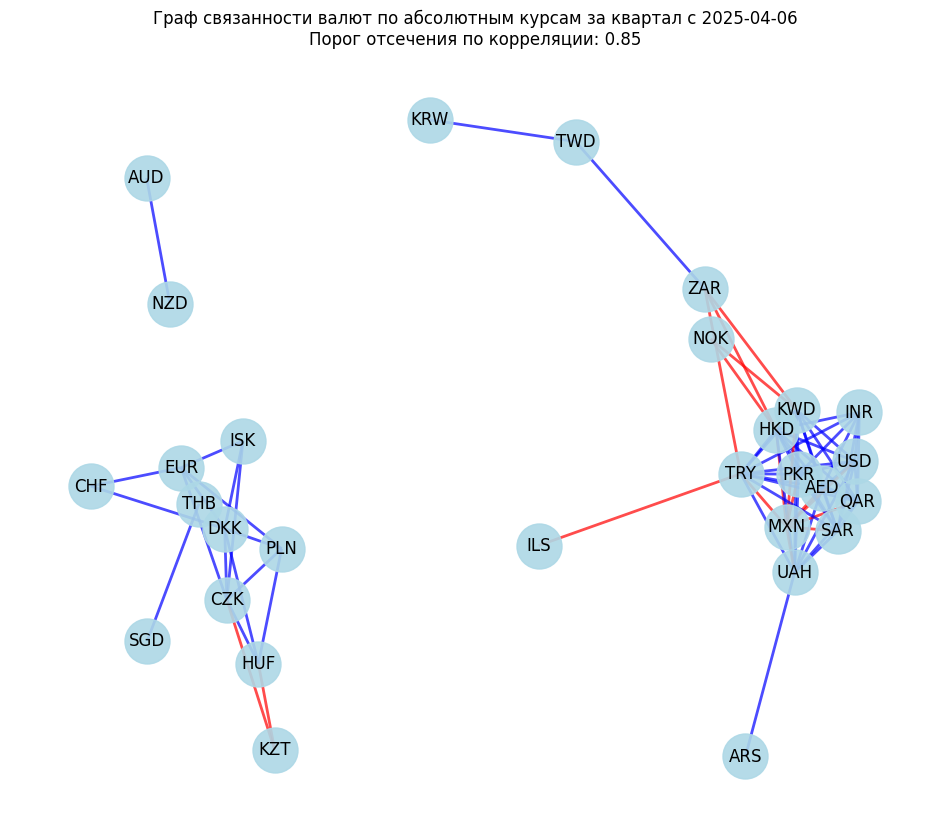 Граф связанности валют по абсолютным курсам за квартал с 2025-04-06
Порог отсечения по корреляции: 0.85
KRW
TWD
AUD
ZAR
NZD
NOK
KWD
INR
HKD
ISK
USD
EUR
TRY
PKR
CHF
AED
QAR
THB
MXN
DKK
SAR
ILS
PLN
UAH
CZK
SGD
HUF
KZT
ARS